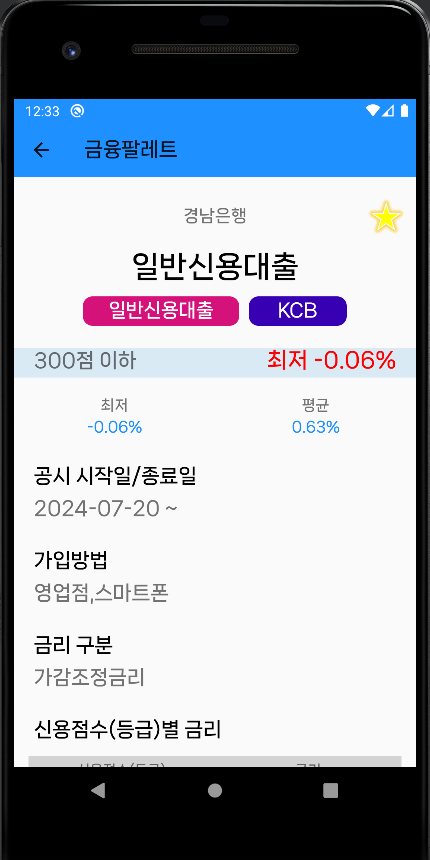 12:33
금융팔레트
경남은행
일반신용대출
일반신용대출 KCB
300점 이하 최저 -0.06%
최저 평균
-0.06% 0.63%
공시 시작일/종료일
2024-07-20 ~
가입방법
영업점,스마트폰
금리 구분
가감조정금리
신용점수(등급)별 금리